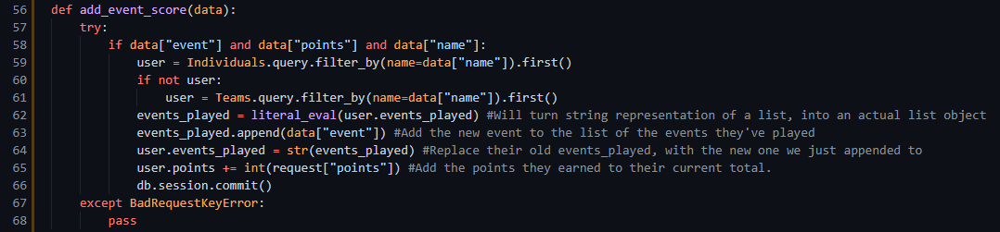 56 def add_event_score(data):
57     try:
58         if data["event"] and data["points"] and data["name"]:
59             user = Individuals.query.filter_by(name=data["name"]).first()
60             if not user:
61                 user = Teams.query.filter_by(name=data["name"]).first()
62             events_played = literal_eval(user.events_played) #Will turn string representation of a list, into an actual list object
63             events_played.append(data["event"]) #Add the new event to the list of the events they've played
64             user.events_played = str(events_played) #Replace their old events_played, with the new one we just appended to
65             user.points += int(request["points"]) #Add the points they earned to their current total.
66             db.session.commit()
67     except BadRequestKeyError:
68         pass